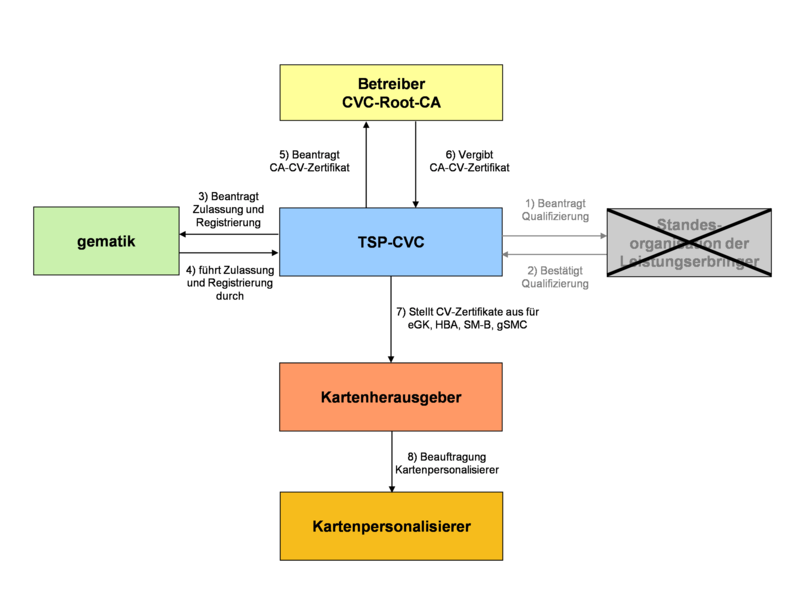 Betreiber
CVC-Root-CA
5) Beantragt
CA-CV-Zertifikat
6) Vergibt
CA-CV-Zertifikat
3) Beantragt
Zulassung und
Registrierung
1) Beantragt
Qualifizierung
gematik
TSP-CVC
Standes-
organisation der
Leistungserbringer
4) führt Zulassung
und Registrierung
durch
2) Bestätigt
Qualifizierung
7) Stellt CV-Zertifikate aus für
eGK, HBA, SM-B, gSMC
Kartenherausgeber
8) Beauftragung
Kartenpersonalisierer
Kartenpersonalisierer